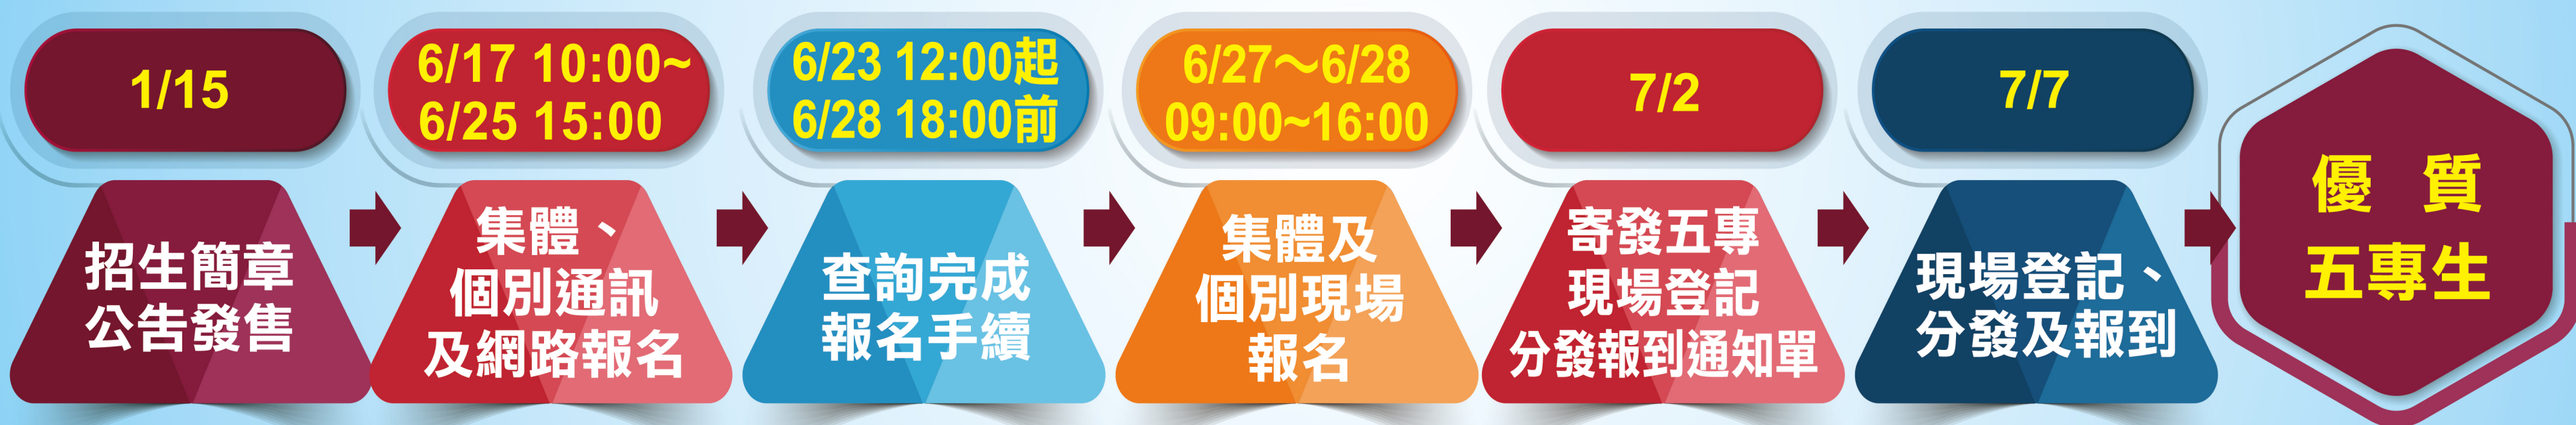 1/15
招生簡章
公告發售
6/17 10:00~
6/25 15:00
集體、
個別通訊
及網路報名
6/23 12:00起
6/28 18:00前
查詢完成
報名手續
6/27～6/28
09:00~16:00
集體及
個別現場
報名
7/2
寄發五專
現場登記
分發報到通知單
7/7
現場登記、
分發及報到
優質
五專生